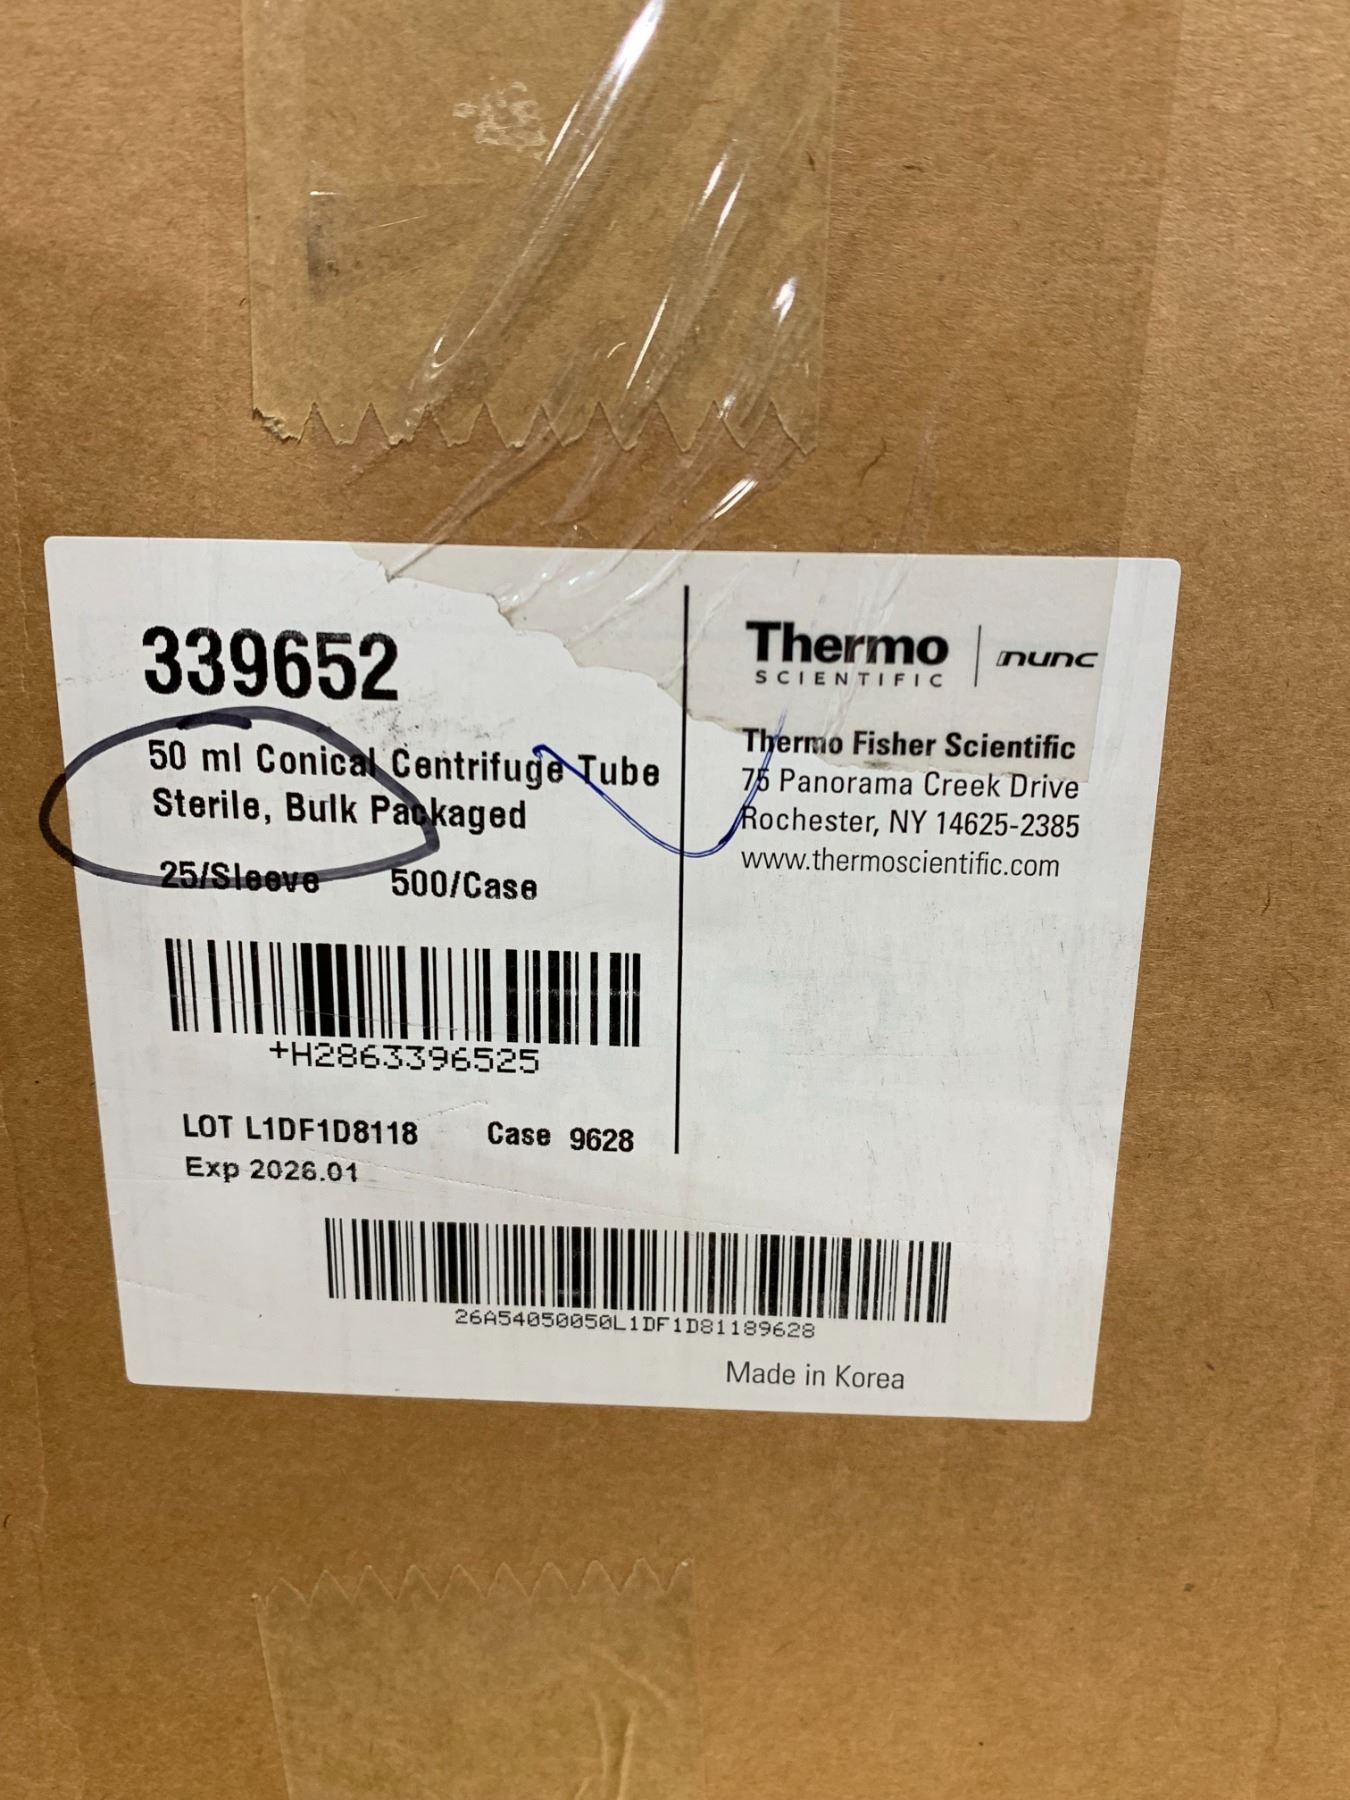 339652
50 ml Conical Centrifuge Tube
Sterile, Bulk Packaged
25/Sleeve 500/Case
+H2863396525
LOT L1DF1D8118 Case 9628
Exp 2026.01
26A54050050L1DF1D81189628
Made in Korea
Thermo
SCIENTIFIC
nunc
Thermo Fisher Scientific
75 Panorama Creek Drive
Rochester, NY 14625-2385
www.thermoscientific.com